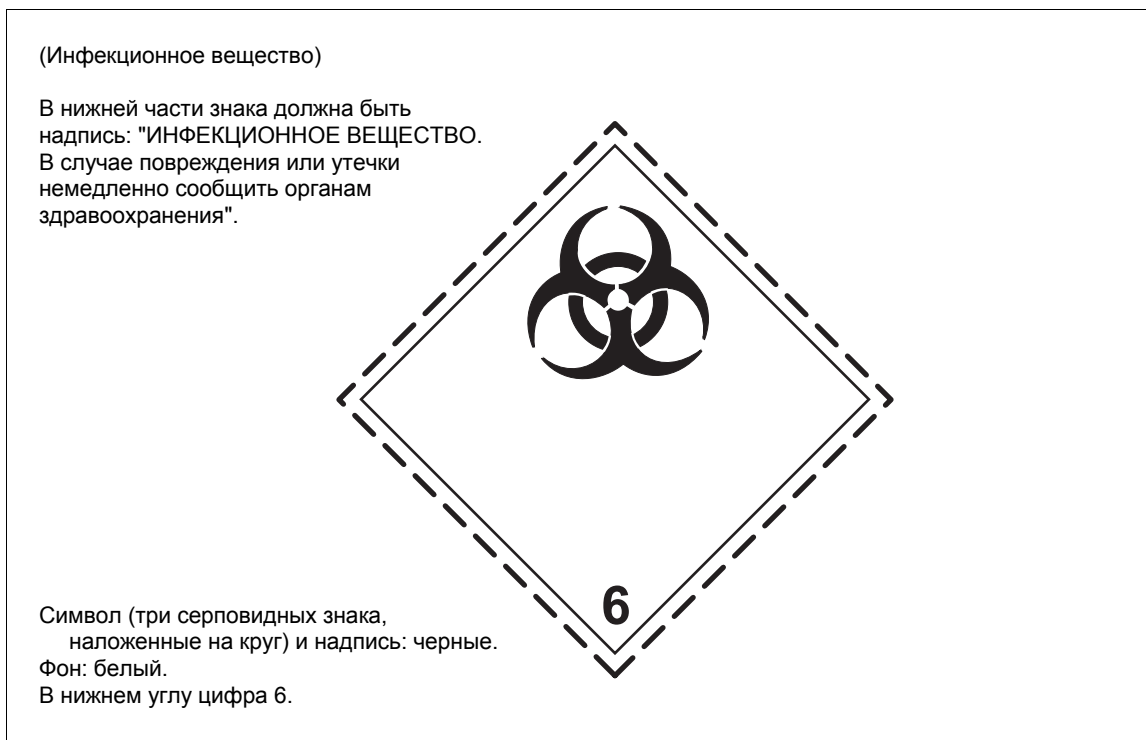 (Инфекционное вещество)
В нижней части знака должна быть
надпись: "ИНФЕКЦИОННОЕ ВЕЩЕСТВО.
В случае повреждения или утечки
немедленно сообщить органам
здравоохранения".
6
Символ (три серповидных знака,
наложенные на круг) и надпись: черные.
Фон: белый.
В нижнем углу цифра 6.